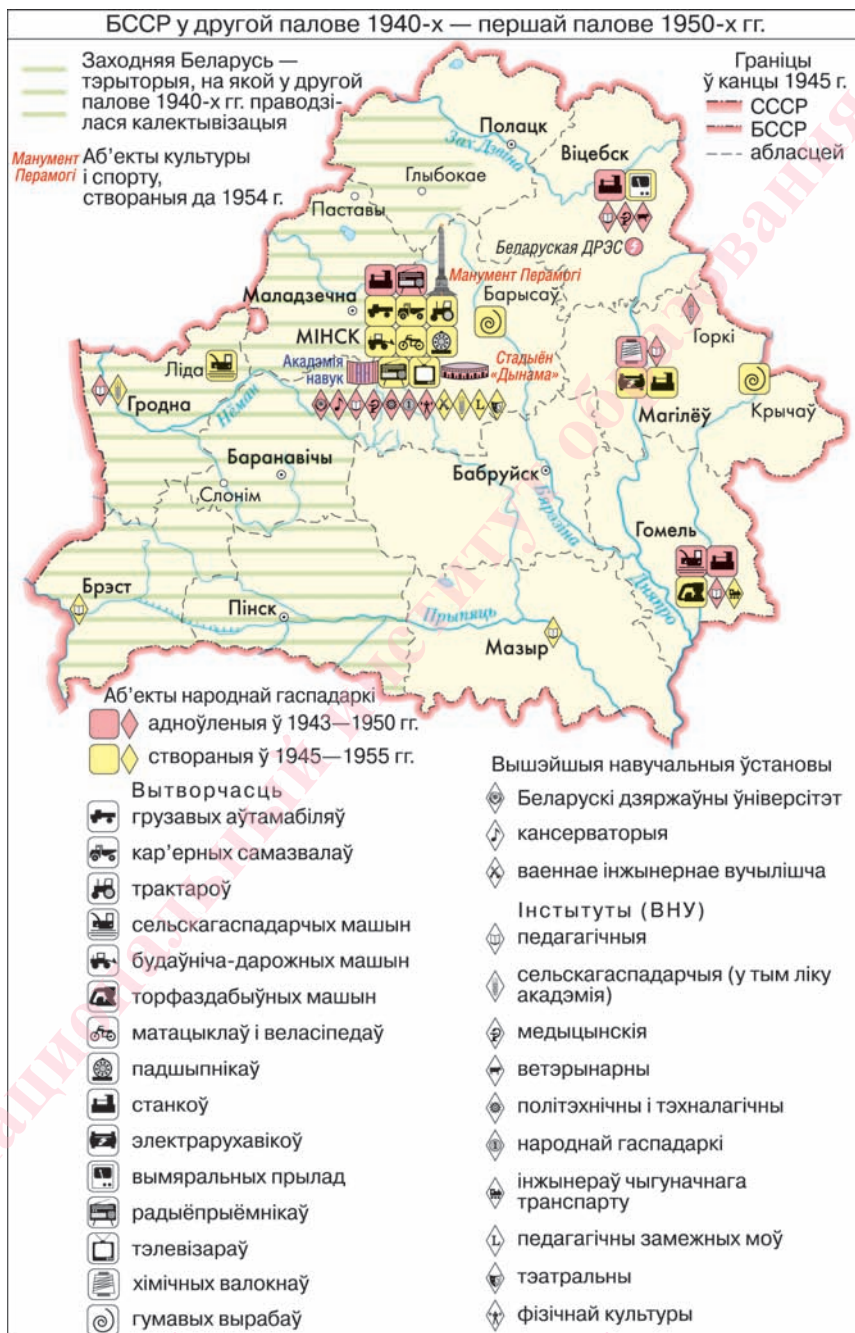 БССР у другой палове 1940-х — першай палове 1950-х гг.
Заходняя Беларусь —
тэрыторыя, на якой у другой
палове 1940-х гг. праводзі-
лася калектывізацыя
Манумент
Перамогі
Аб'екты культуры
і спорту,
створаныя да 1954 г.
Граніцы
ў канцы 1945 г.
СССР
БССР
абласцей
Полацк
Зах. Дзвіна
Віцебск
Глыбокае
Паставы
Беларуская ДРЭС
Манумент Перамогі
Маладзечна
Барысаў
МІНСК
Горкі
Ліда
Акадэмія
навук
Стадыён
«Дынама»
Гродна
Нёман
Магілёў
Крычаў
Баранавічы
Слонім
Бабруйск
Бярэзіна
Гомель
Брэст
Пінск
Прыпяць
Дняпро
Мазыр
Аб'екты народнай гаспадаркі
адноўленыя ў 1943—1950 гг.
створаныя ў 1945—1955 гг.
Вытворчасць
грузавых аўтамабіляў
кар'ерных самазвалаў
трактароў
сельскагаспадарчых машын
будаўніча-дарожных машын
торфаздабыўных машын
матацыклаў і веласіпедаў
падшыпнікаў
станкоў
электрарухавікоў
вымяральных прылад
радыёпрыёмнікаў
тэлевізараў
хімічных валокнаў
гумавых вырабаў
Вышэйшыя навучальныя ўстановы
Беларускі дзяржаўны ўніверсітэт
кансерваторыя
ваеннае інжынернае вучылішча
Інстытуты (ВНУ)
педагагічныя
сельскагаспадарчыя (у тым ліку
акадэмія)
медыцынскія
ветэрынарны
політэхнічны і тэхналагічны
народнай гаспадаркі
інжынераў чыгуначнага
транспарту
L педагагічны замежных моў
тэатральны
фізічнай культуры
ациональный институт образования